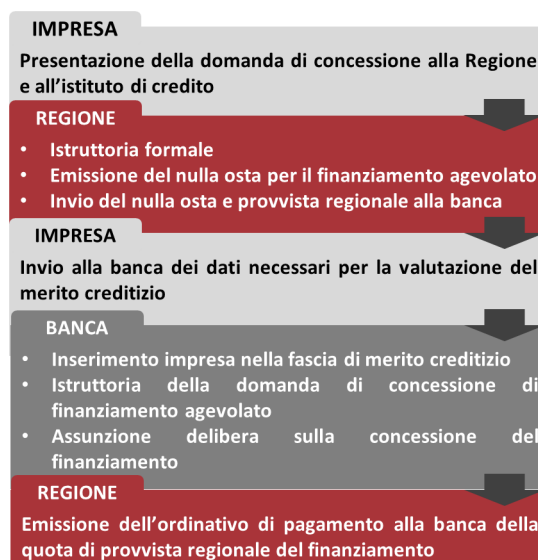 IMPRESA
Presentazione della domanda di concessione alla Regione
e all’istituto di credito
REGIONE
• Istruttoria formale
• Emissione del nulla osta per il finanziamento agevolato
• Invio del nulla osta e provvista regionale alla banca
IMPRESA
Invio alla banca dei dati necessari per la valutazione del
merito creditizio
BANCA
• Inserimento impresa nella fascia di merito creditizio
• Istruttoria della domanda di concessione di
finanziamento agevolato
• Assunzione delibera sulla concessione del
finanziamento
REGIONE
Emissione dell’ordinativo di pagamento alla banca della
quota di provvista regionale del finanziamento